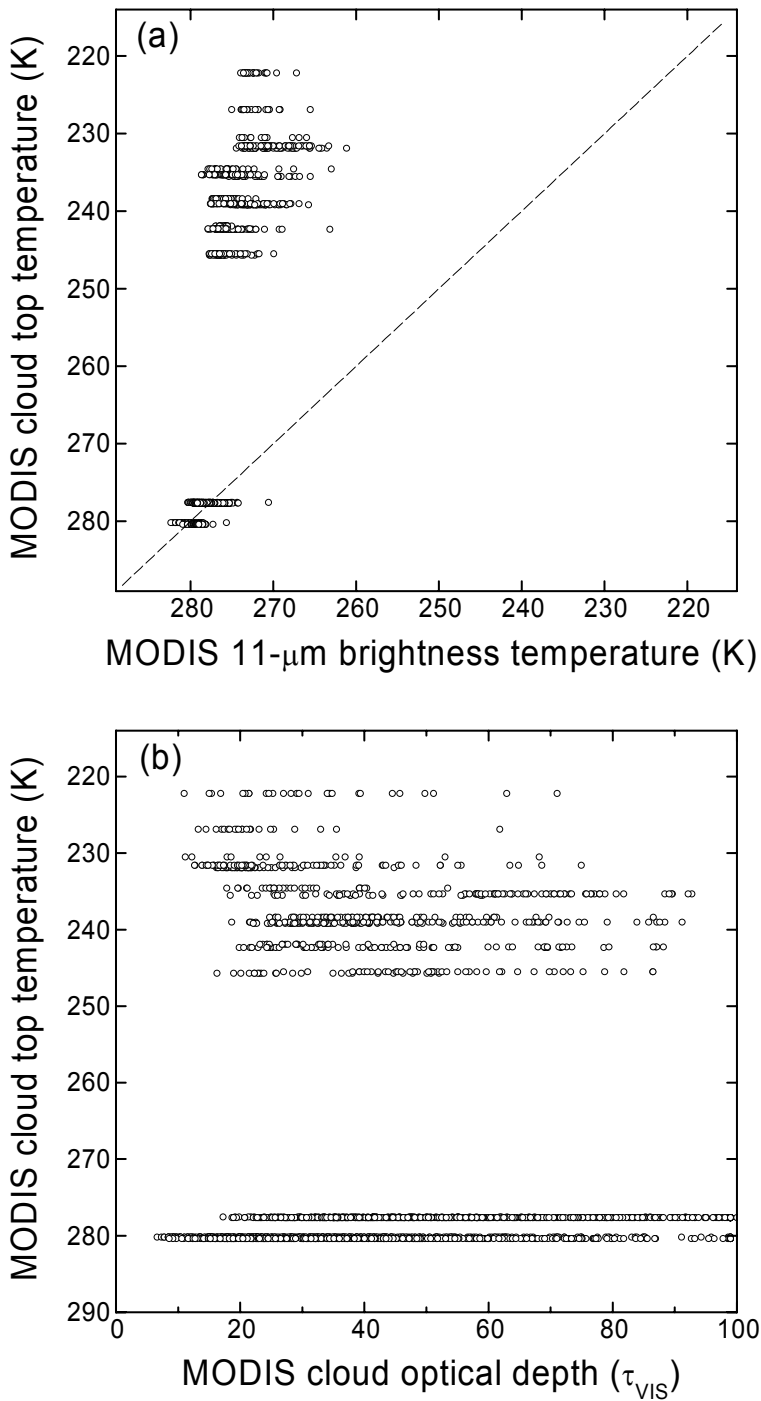 (a)
MODIS cloud top temperature (K)
220
230
240
250
260
270
280
280 270 260 250 240 230 220
MODIS 11-μm brightness temperature (K)
(b)
MODIS cloud top temperature (K)
220
230
240
250
260
270
280
290
0 20 40 60 80 100
MODIS cloud optical depth (τVIS)